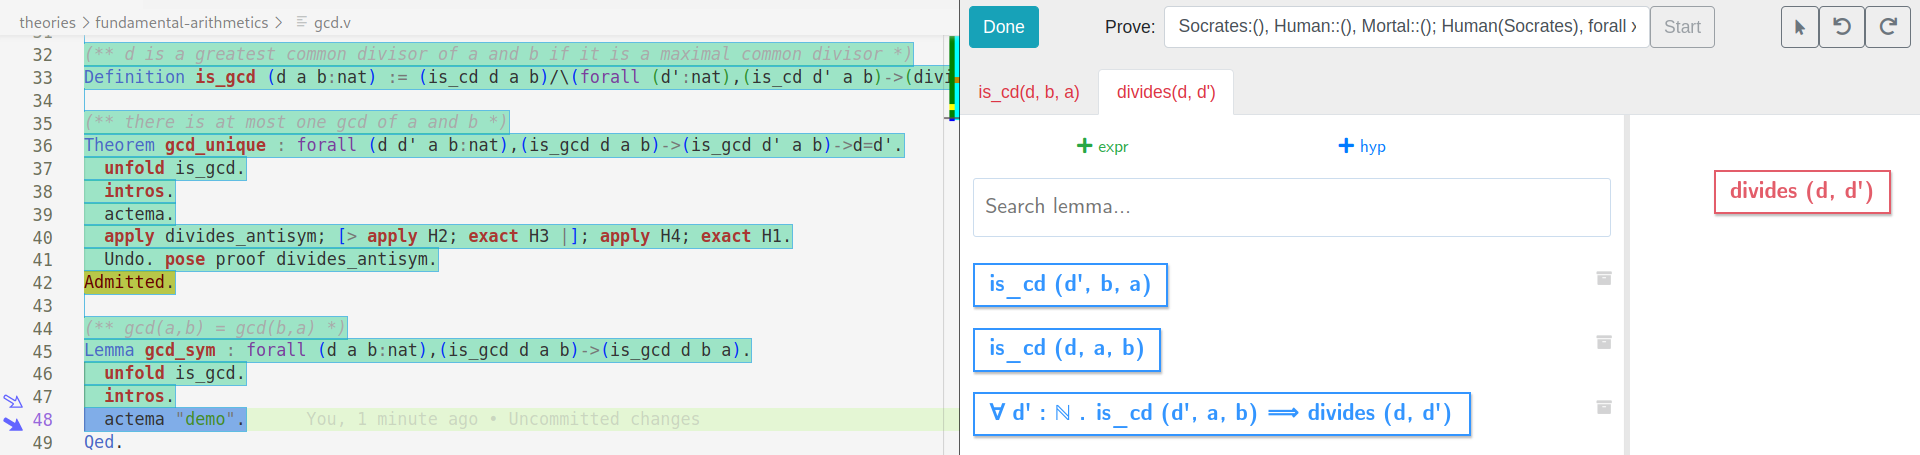 theories > fundamental-arithmetics > gcd.v
32 (** d is a greatest common divisor of a and b if it is a maximal common divisor *)
33 Definition is_gcd (d a b:nat) := (is_cd d a b)/\(forall (d':nat),(is_cd d' a b)->(divi
34
35 (** there is at most one gcd of a and b *)
36 Theorem gcd_unique : forall (d d' a b:nat),(is_gcd d a b)->(is_gcd d' a b)->d=d'.
37 unfold is_gcd.
38 intros.
39 actema.
40 apply divides_antisym; [> apply H2; exact H3 |]; apply H4; exact H1.
41 Undo. pose proof divides_antisym.
42 Admitted.
43
44 (** gcd(a,b) = gcd(b,a) *)
45 Lemma gcd_sym : forall (d a b:nat),(is_gcd d a b)->(is_gcd d b a).
46 unfold is_gcd.
47 intros.
48 actema "demo". You, 1 minute ago • Uncommitted changes
49 Qed.
Done Prove: Socrates:(), Human::(), Mortal::(); Human(Socrates), forall Start
is_cd(d, b, a) divides(d, d')
+ expr + hyp
Search lemma...
divides (d, d')
is_cd (d', b, a)
is_cd (d, a, b)
∀ d' : ℕ . is_cd (d', a, b) ⟹ divides (d, d')